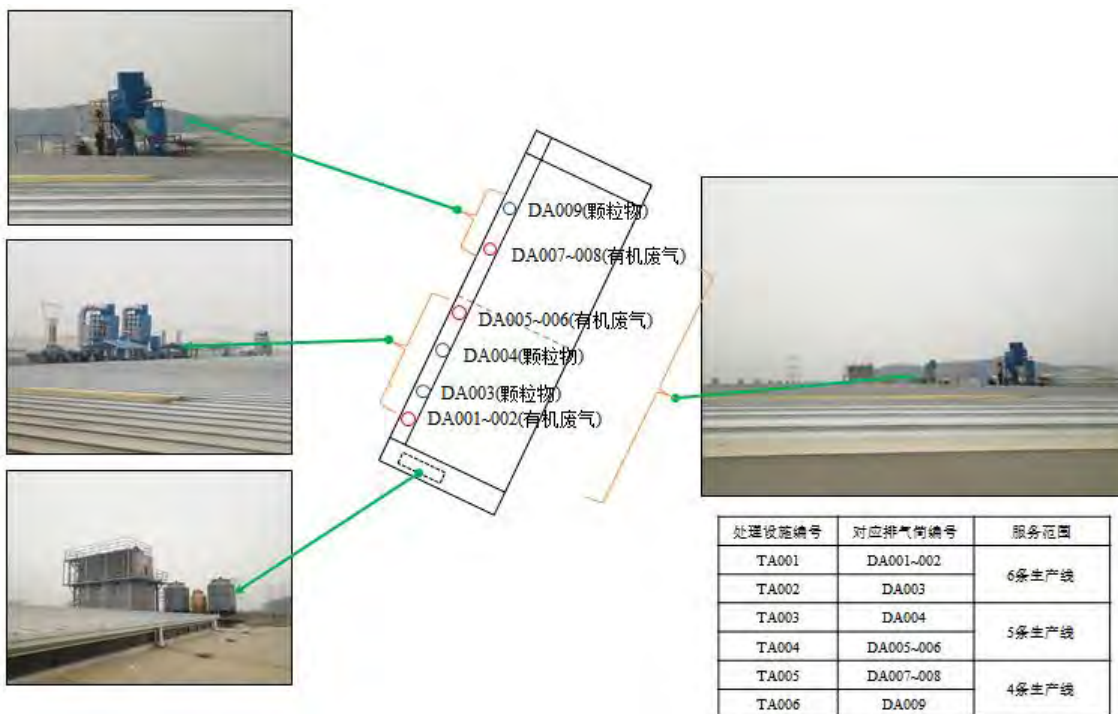 DA009(颗粒物)
DA007~008(有机废气)
DA005~006(有机废气)
DA004(颗粒物)
DA003(颗粒物)
DA001~002(有机废气)
处理设施编号 对应排气筒编号 服务范围
TA001 DA001~002 6条生产线
TA002 DA003
TA003 DA004 5条生产线
TA004 DA005~006
TA005 DA007~008 4条生产线
TA006 DA009